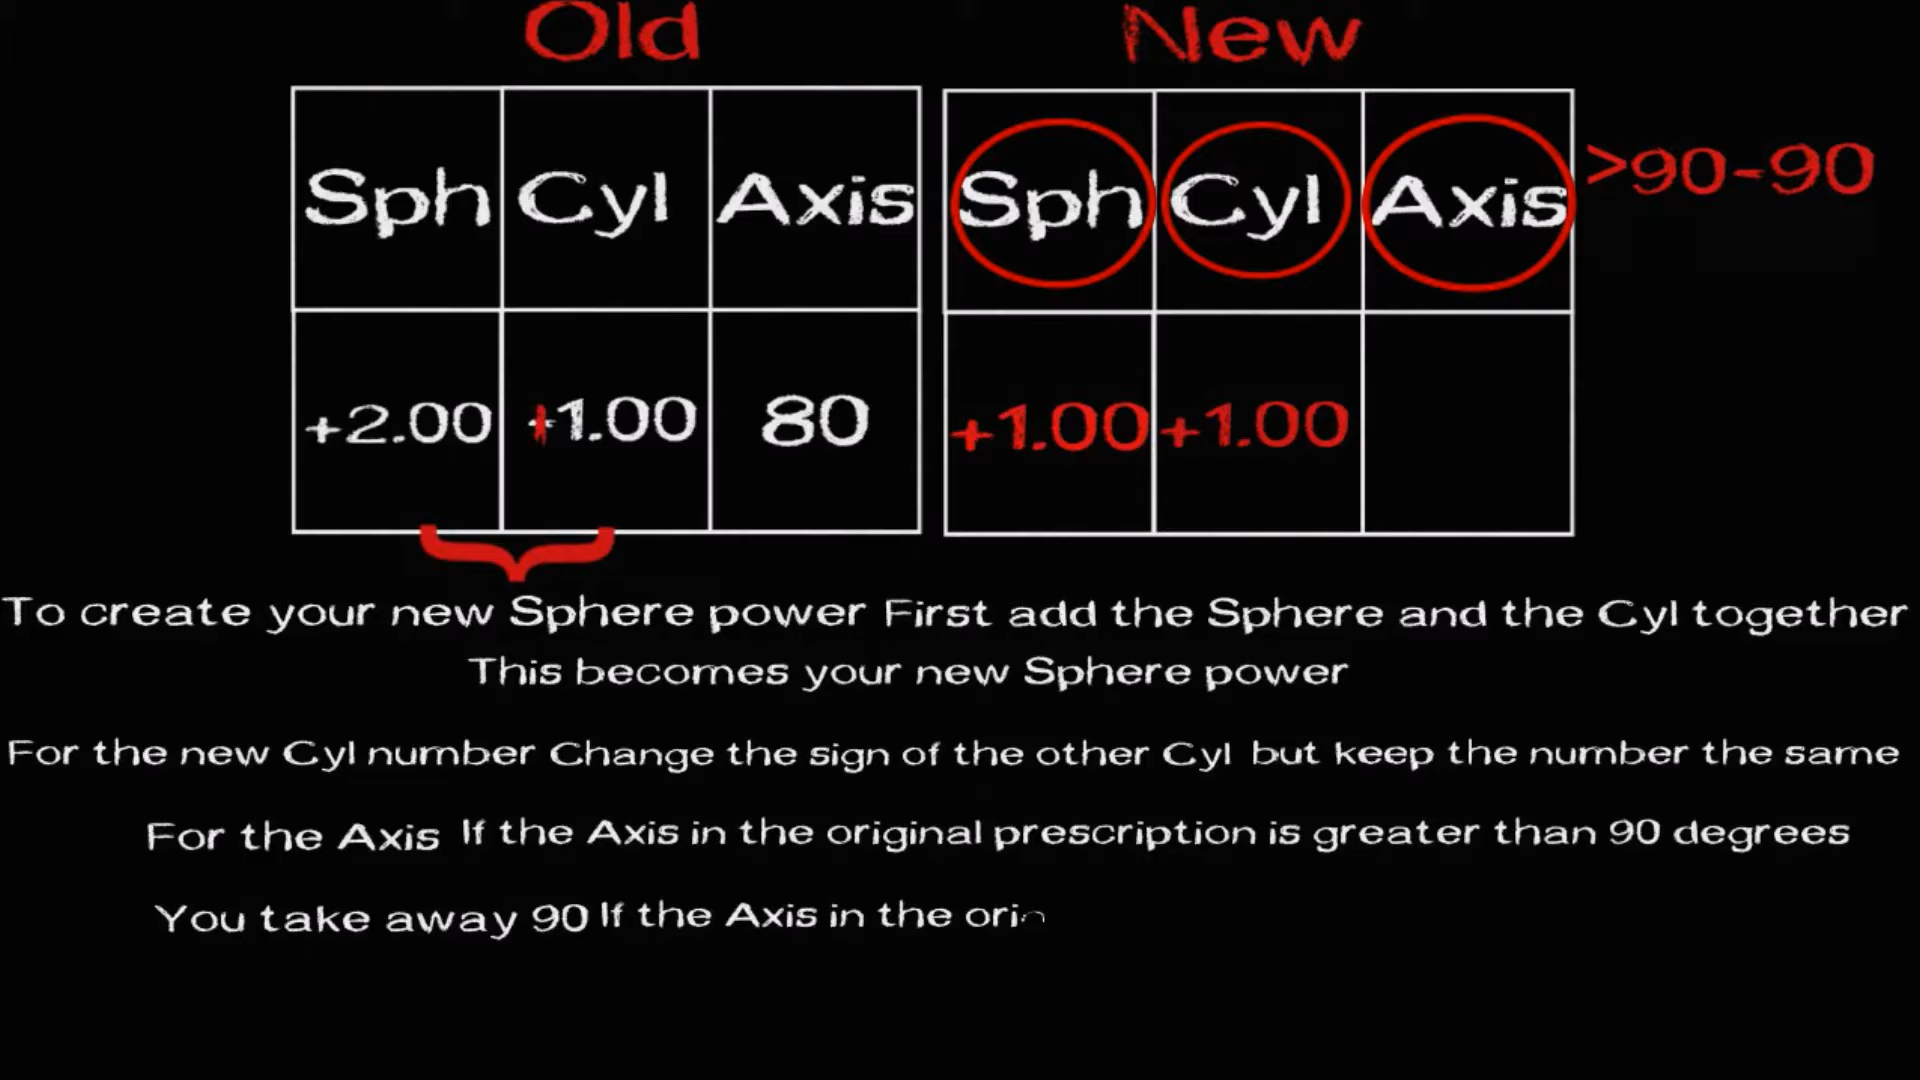 Old New
Sph Cyl Axis Sph Cyl Axis >90-90
+2.00 +1.00 80 +1.00 +1.00
To create your new Sphere power First add the Sphere and the Cyl together
This becomes your new Sphere power
For the new Cyl number Change the sign of the other Cyl but keep the number the same
For the Axis If the Axis in the original prescription is greater than 90 degrees
You take away 90 If the Axis in the ori